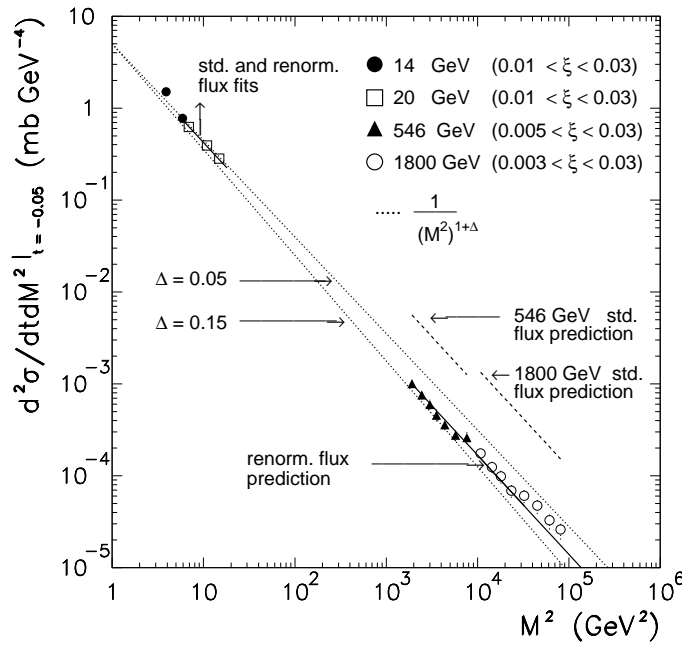 d²σ/dtdM²|t = −0.05 (mb GeV⁻⁴)
10
1
10⁻¹
10⁻²
10⁻³
10⁻⁴
10⁻⁵
std. and renorm.
flux fits
14 GeV (0.01 < ξ < 0.03)
20 GeV (0.01 < ξ < 0.03)
546 GeV (0.005 < ξ < 0.03)
1800 GeV (0.003 < ξ < 0.03)
1
(M²)¹⁺Δ
Δ = 0.05
Δ = 0.15
546 GeV std.
flux prediction
1800 GeV std.
flux prediction
renorm. flux
prediction
1 10 10² 10³ 10⁴ 10⁵ 10⁶
M² (GeV²)